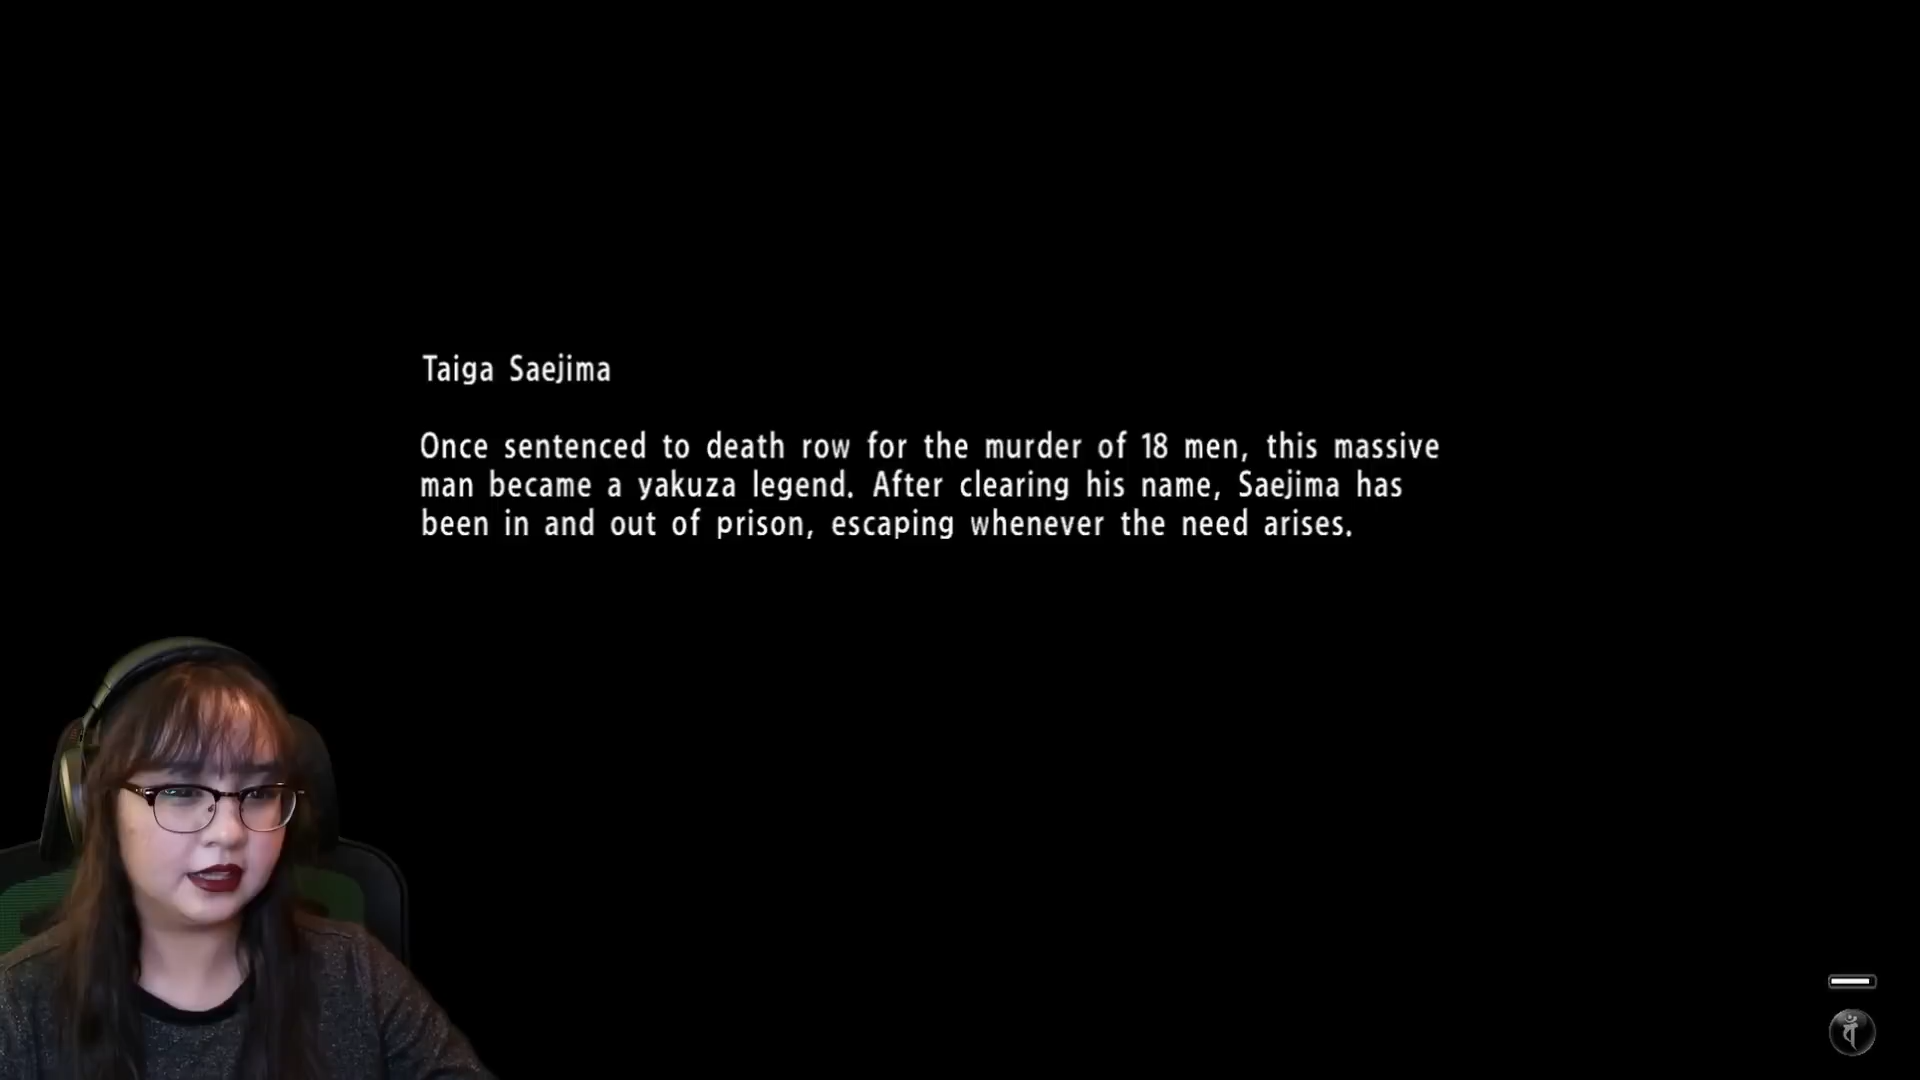 Taiga Saejima
Once sentenced to death row for the murder of 18 men, this massive
man became a yakuza legend. After clearing his name, Saejima has
been in and out of prison, escaping whenever the need arises.